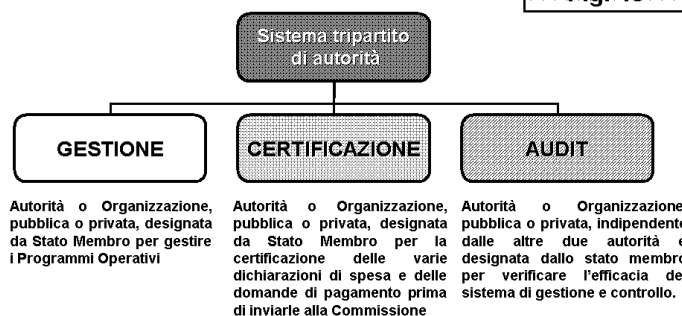 Sistema tripartito
di autorità
GESTIONE
CERTIFICAZIONE
AUDIT
Autorità o Organizzazione,
pubblica o privata, designata
da Stato Membro per gestire
i Programmi Operativi
Autorità o Organizzazione,
pubblica o privata, designata
da Stato Membro per la
certificazione delle varie
dichiarazioni di spesa e delle
domande di pagamento prima
di inviarle alla Commissione
Autorità o Organizzazione
pubblica o privata, indipendente
dalle altre due autorità e
designata dallo stato membro
per verificare l'efficacia de
sistema di gestione e controllo.